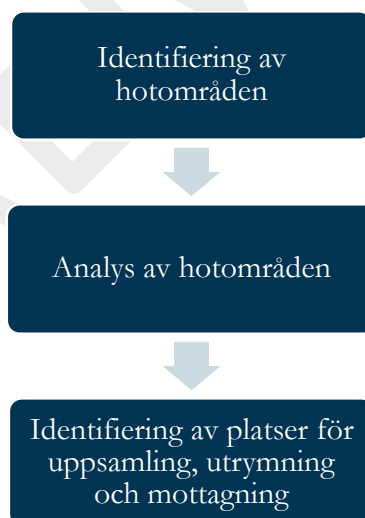 Identifiering av
hotområden
Analys av hotområden
Identifiering av platser för
uppsamling, utrymning
och mottagning